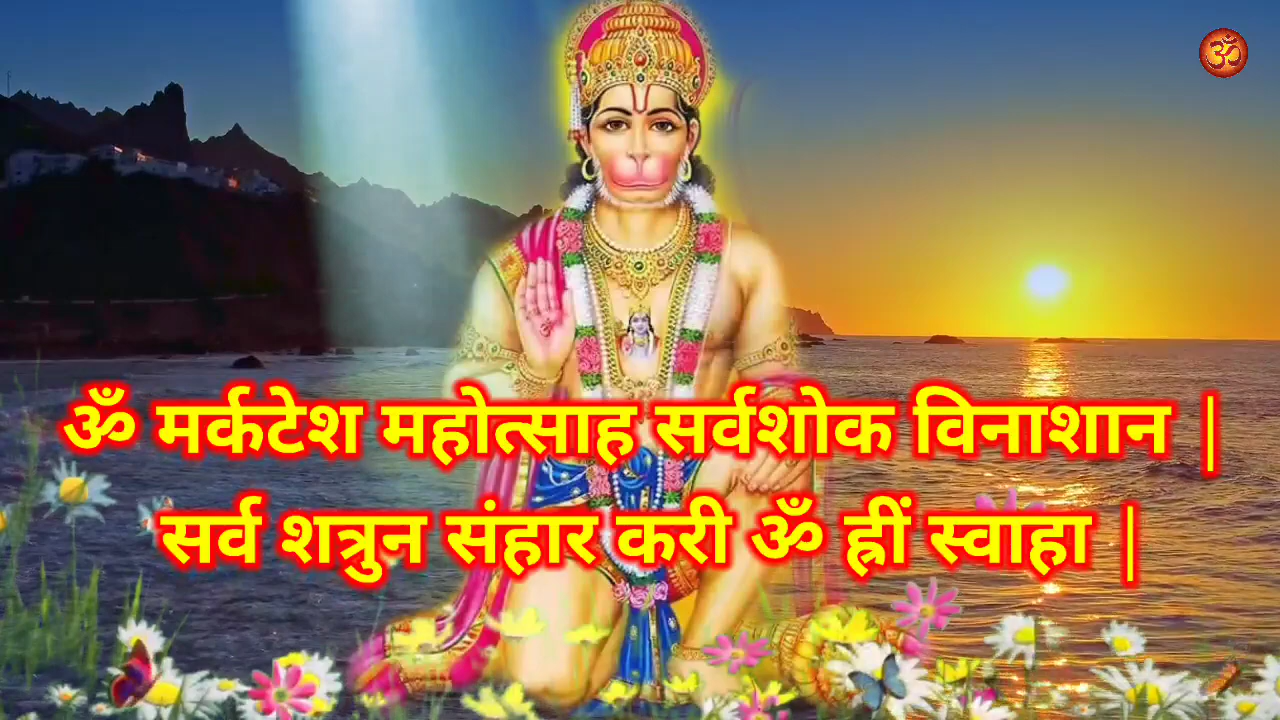 ॐ
ॐ मर्कटेश महोत्साह सर्वशोक विनाशान |
सर्व शत्रुन संहार करी ॐ ह्रीं स्वाहा |